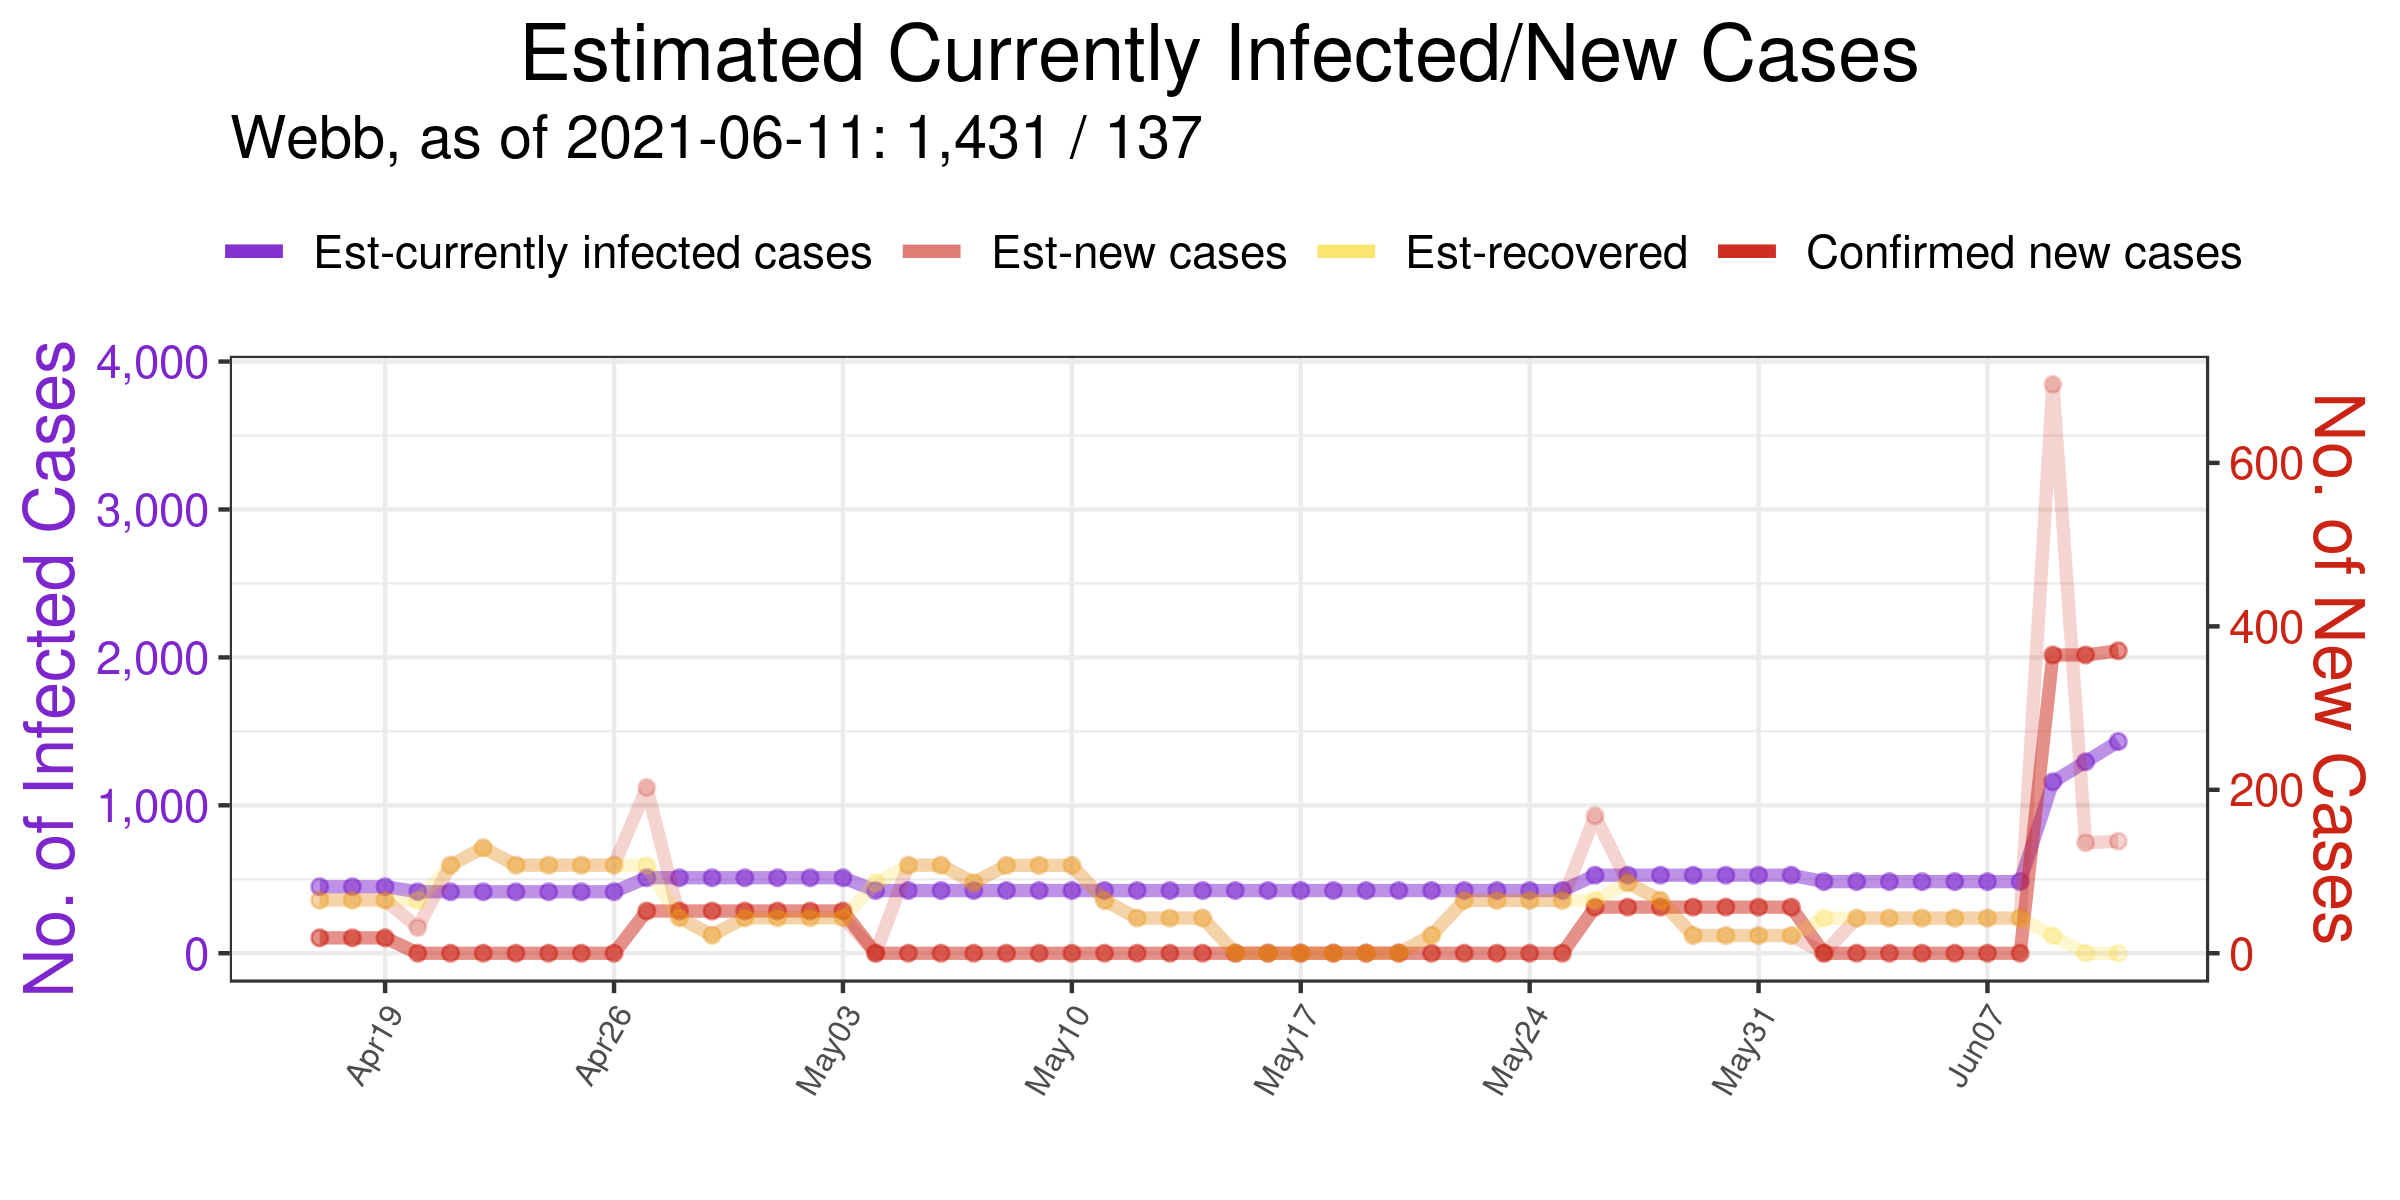 Estimated Currently Infected/New Cases
Webb, as of 2021-06-11: 1,431 / 137
Est-currently infected cases Est-new cases Est-recovered Confirmed new cases
No. of Infected Cases
4,000
3,000
2,000
1,000
0
600
400
200
0
No. of New Cases
Apr19 Apr26 May03 May10 May17 May24 May31 Jun07